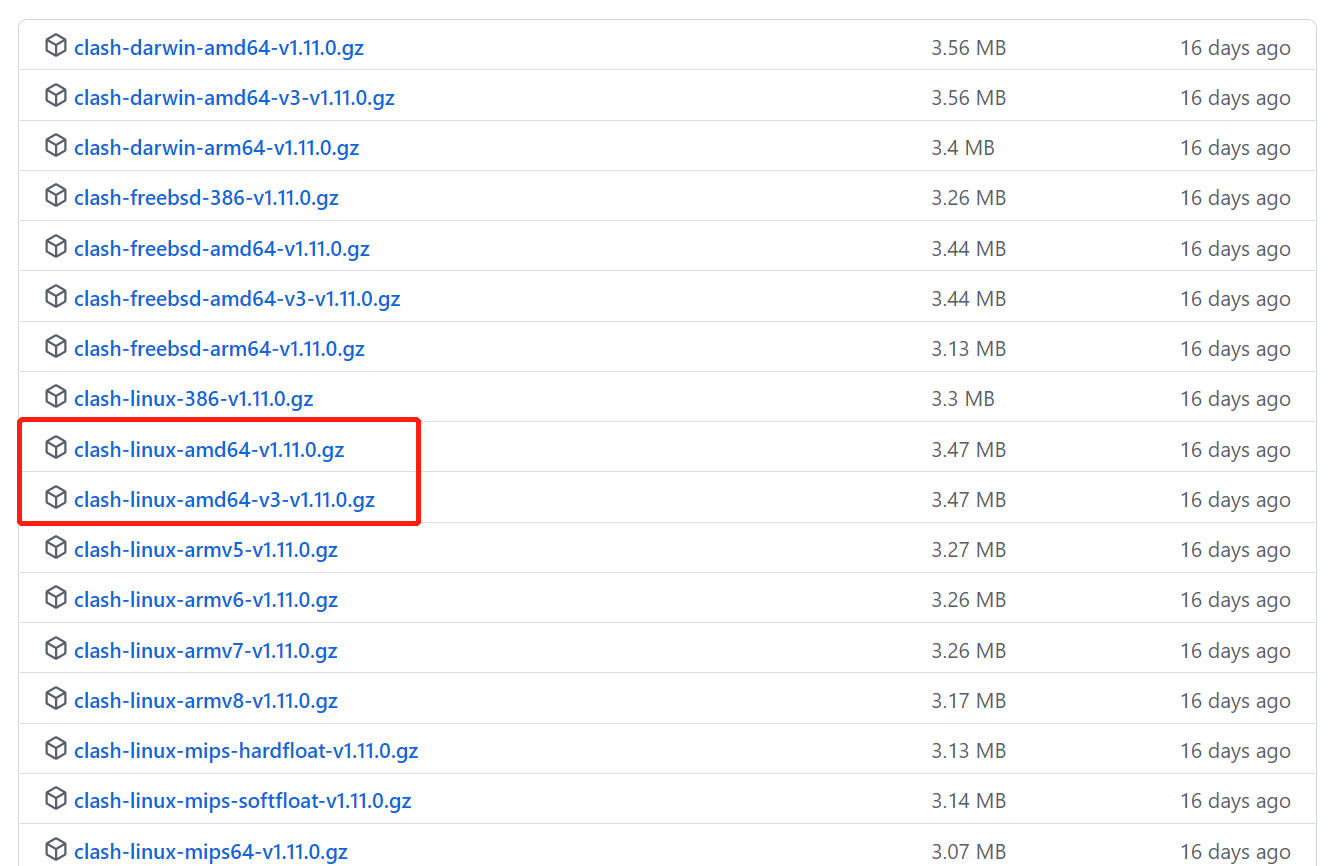 clash-darwin-amd64-v1.11.0.gz 3.56 MB 16 days ago
clash-darwin-amd64-v3-v1.11.0.gz 3.56 MB 16 days ago
clash-darwin-arm64-v1.11.0.gz 3.4 MB 16 days ago
clash-freebsd-386-v1.11.0.gz 3.26 MB 16 days ago
clash-freebsd-amd64-v1.11.0.gz 3.44 MB 16 days ago
clash-freebsd-amd64-v3-v1.11.0.gz 3.44 MB 16 days ago
clash-freebsd-arm64-v1.11.0.gz 3.13 MB 16 days ago
clash-linux-386-v1.11.0.gz 3.3 MB 16 days ago
clash-linux-amd64-v1.11.0.gz 3.47 MB 16 days ago
clash-linux-amd64-v3-v1.11.0.gz 3.47 MB 16 days ago
clash-linux-armv5-v1.11.0.gz 3.27 MB 16 days ago
clash-linux-armv6-v1.11.0.gz 3.26 MB 16 days ago
clash-linux-armv7-v1.11.0.gz 3.26 MB 16 days ago
clash-linux-armv8-v1.11.0.gz 3.17 MB 16 days ago
clash-linux-mips-hardfloat-v1.11.0.gz 3.13 MB 16 days ago
clash-linux-mips-softfloat-v1.11.0.gz 3.14 MB 16 days ago
clash-linux-mips64-v1.11.0.gz 3.07 MB 16 days ago